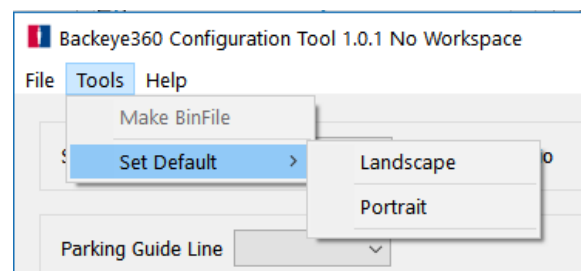 Backeye360 Configuration Tool 1.0.1 No Workspace
File Tools Help
Make BinFile
Set Default > Landscape
Portrait
Parking Guide Line